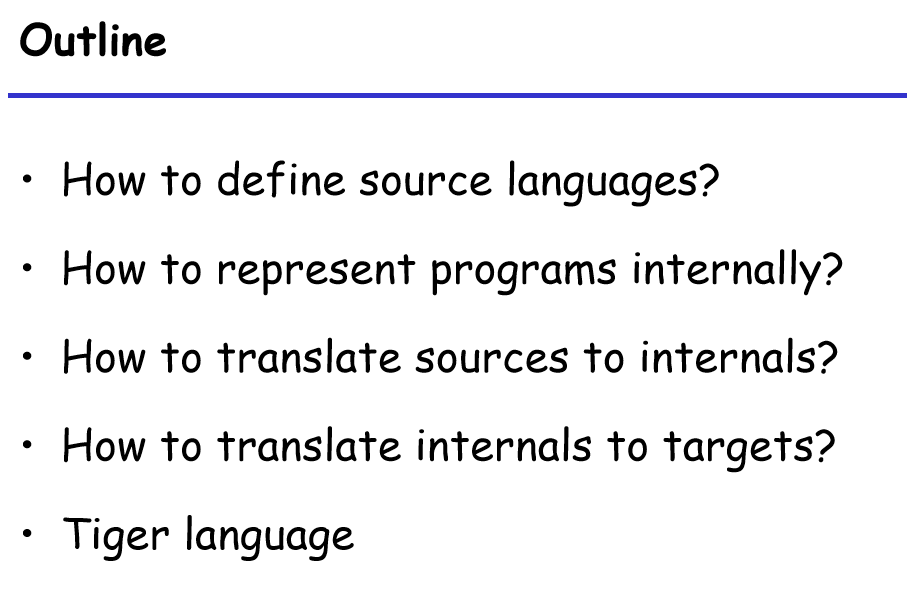 Outline
• How to define source languages?
• How to represent programs internally?
• How to translate sources to internals?
• How to translate internals to targets?
• Tiger language